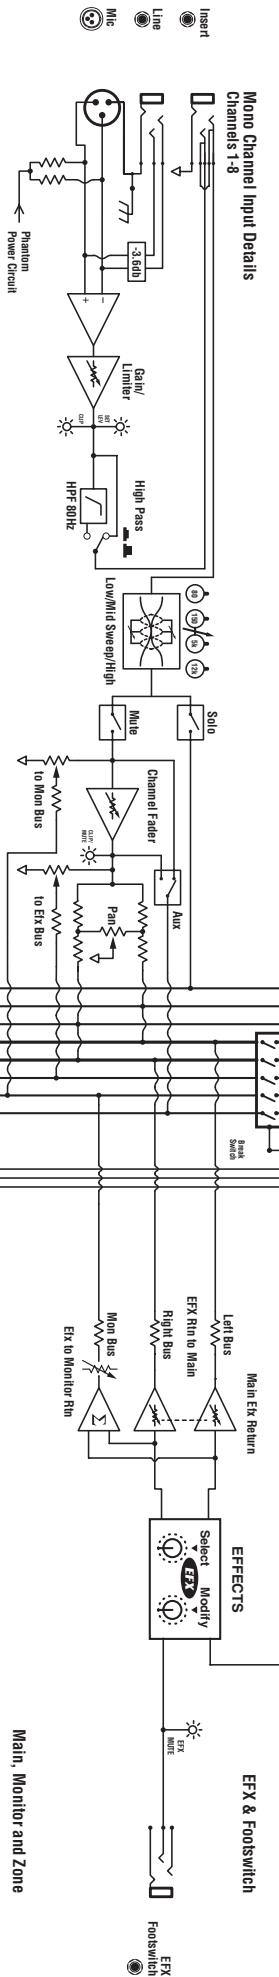 Mono Channel Input Details
Channels 1-8
Insert
Line
Mic
Phantom
Power Circuit
-3.6db
+
−
Gain/
Limiter
SET
LEV
CLIP
High Pass
HPF 80Hz
80
150
5k
12k
Low/Mid Sweep/High
Solo
Mute
to Mon Bus
Channel Fader
CLIP/
MUTE
Aux
Pan
to Efx Bus
Break
Switch
Left Bus
EFX Rtn to Main
Right Bus
Mon Bus
Efx to Monitor Rtn
Main Efx Return
Σ
EFFECTS
Select
Modify
EFX
EFX
MUTE
EFX & Footswitch
EFX
Footswitch
Main, Monitor and Zone